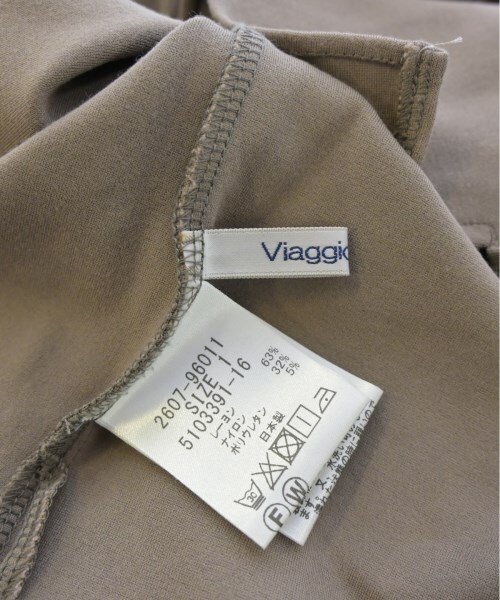 Viaggio
2607-96011
SIZE 1
5103391-16
レーヨン 63%
ナイロン 32%
ポリウレタン 5%
日本製
30
F W